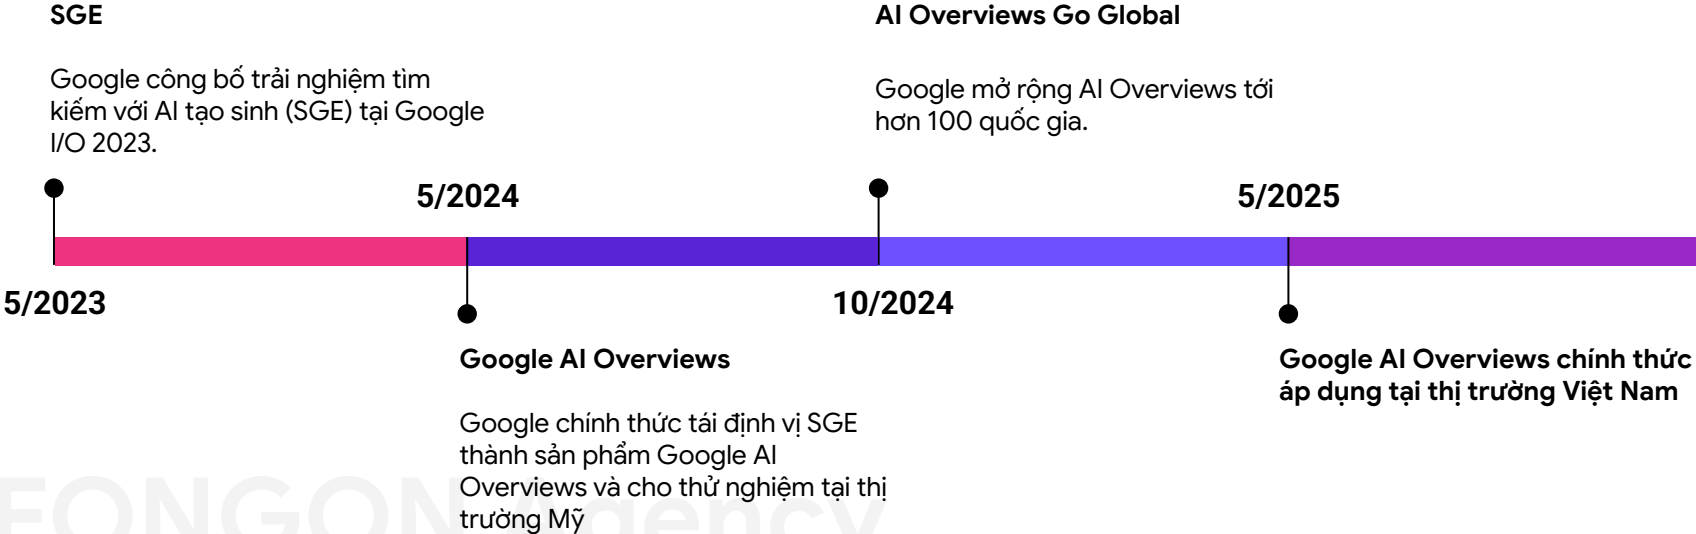 SGE
Google công bố trải nghiệm tìm
kiếm với AI tạo sinh (SGE) tại Google
I/O 2023.
AI Overviews Go Global
Google mở rộng AI Overviews tới
hơn 100 quốc gia.
5/2024
5/2025
5/2023
10/2024
Google AI Overviews
Google chính thức tái định vị SGE
thành sản phẩm Google AI
Overviews và cho thử nghiệm tại thị
trường Mỹ
Google AI Overviews chính thức
áp dụng tại thị trường Việt Nam
FONGON Agency